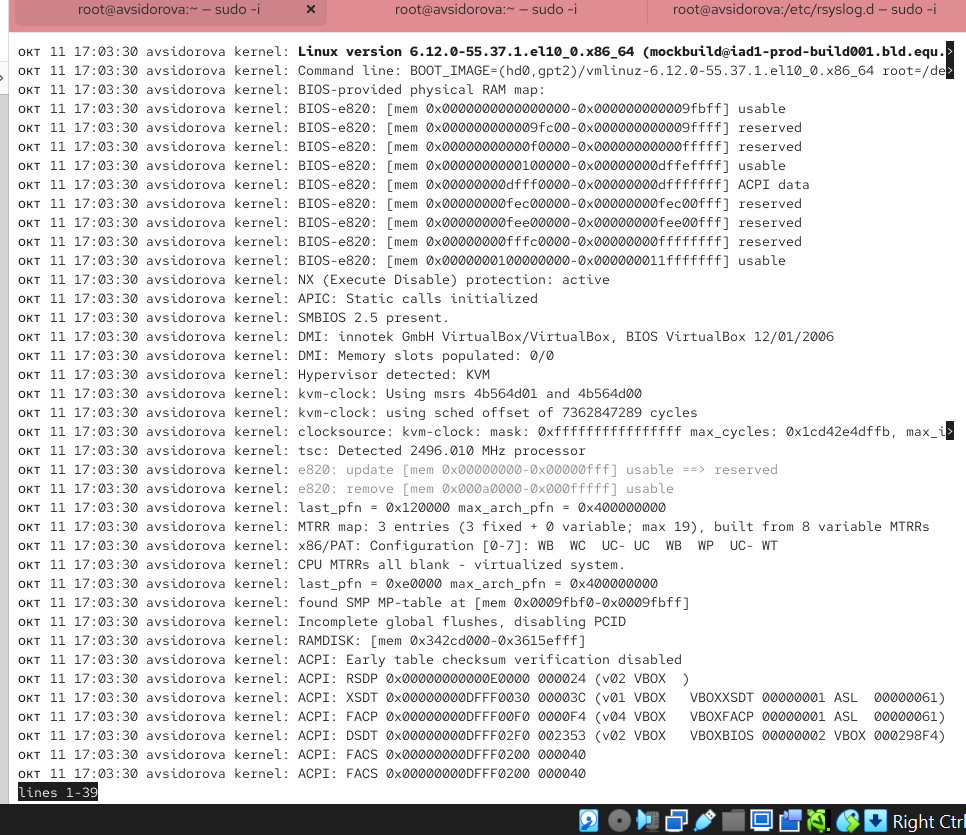 root@avsidorova:~ — sudo -i
root@avsidorova:~ — sudo -i
root@avsidorova:/etc/rsyslog.d — sudo -i
окт 11 17:03:30 avsidorova kernel: Linux version 6.12.0-55.37.1.el10_0.x86_64 (mockbuild@iad1-prod-build001.bld.equ.>
окт 11 17:03:30 avsidorova kernel: Command line: BOOT_IMAGE=(hd0,gpt2)/vmlinuz-6.12.0-55.37.1.el10_0.x86_64 root=/de>
окт 11 17:03:30 avsidorova kernel: BIOS-provided physical RAM map:
окт 11 17:03:30 avsidorova kernel: BIOS-e820: [mem 0x0000000000000000-0x000000000009fbff] usable
окт 11 17:03:30 avsidorova kernel: BIOS-e820: [mem 0x000000000009fc00-0x000000000009ffff] reserved
окт 11 17:03:30 avsidorova kernel: BIOS-e820: [mem 0x00000000000f0000-0x00000000000fffff] reserved
окт 11 17:03:30 avsidorova kernel: BIOS-e820: [mem 0x0000000000100000-0x00000000dffeffff] usable
окт 11 17:03:30 avsidorova kernel: BIOS-e820: [mem 0x00000000dfff0000-0x00000000dfffffff] ACPI data
окт 11 17:03:30 avsidorova kernel: BIOS-e820: [mem 0x00000000fec00000-0x00000000fec00fff] reserved
окт 11 17:03:30 avsidorova kernel: BIOS-e820: [mem 0x00000000fee00000-0x00000000fee00fff] reserved
окт 11 17:03:30 avsidorova kernel: BIOS-e820: [mem 0x00000000fffc0000-0x00000000ffffffff] reserved
окт 11 17:03:30 avsidorova kernel: BIOS-e820: [mem 0x0000000100000000-0x000000011fffffff] usable
окт 11 17:03:30 avsidorova kernel: NX (Execute Disable) protection: active
окт 11 17:03:30 avsidorova kernel: APIC: Static calls initialized
окт 11 17:03:30 avsidorova kernel: SMBIOS 2.5 present.
окт 11 17:03:30 avsidorova kernel: DMI: innotek GmbH VirtualBox/VirtualBox, BIOS VirtualBox 12/01/2006
окт 11 17:03:30 avsidorova kernel: DMI: Memory slots populated: 0/0
окт 11 17:03:30 avsidorova kernel: Hypervisor detected: KVM
окт 11 17:03:30 avsidorova kernel: kvm-clock: Using msrs 4b564d01 and 4b564d00
окт 11 17:03:30 avsidorova kernel: kvm-clock: using sched offset of 7362847289 cycles
окт 11 17:03:30 avsidorova kernel: clocksource: kvm-clock: mask: 0xffffffffffffffff max_cycles: 0x1cd42e4dffb, max_i>
окт 11 17:03:30 avsidorova kernel: tsc: Detected 2496.010 MHz processor
окт 11 17:03:30 avsidorova kernel: e820: update [mem 0x00000000-0x00000fff] usable ==> reserved
окт 11 17:03:30 avsidorova kernel: e820: remove [mem 0x000a0000-0x000fffff] usable
окт 11 17:03:30 avsidorova kernel: last_pfn = 0x120000 max_arch_pfn = 0x400000000
окт 11 17:03:30 avsidorova kernel: MTRR map: 3 entries (3 fixed + 0 variable; max 19), built from 8 variable MTRRs
окт 11 17:03:30 avsidorova kernel: x86/PAT: Configuration [0-7]: WB  WC  UC- UC  WB  WP  UC- WT
окт 11 17:03:30 avsidorova kernel: CPU MTRRs all blank - virtualized system.
окт 11 17:03:30 avsidorova kernel: last_pfn = 0xe0000 max_arch_pfn = 0x400000000
окт 11 17:03:30 avsidorova kernel: found SMP MP-table at [mem 0x0009fbf0-0x0009fbff]
окт 11 17:03:30 avsidorova kernel: Incomplete global flushes, disabling PCID
окт 11 17:03:30 avsidorova kernel: RAMDISK: [mem 0x342cd000-0x3615efff]
окт 11 17:03:30 avsidorova kernel: ACPI: Early table checksum verification disabled
окт 11 17:03:30 avsidorova kernel: ACPI: RSDP 0x00000000000E0000 000024 (v02 VBOX  )
окт 11 17:03:30 avsidorova kernel: ACPI: XSDT 0x00000000DFFF0030 00003C (v01 VBOX   VBOXXSDT 00000001 ASL  00000061)
окт 11 17:03:30 avsidorova kernel: ACPI: FACP 0x00000000DFFF00F0 0000F4 (v04 VBOX   VBOXFACP 00000001 ASL  00000061)
окт 11 17:03:30 avsidorova kernel: ACPI: DSDT 0x00000000DFFF02F0 002353 (v02 VBOX   VBOXBIOS 00000002 VBOX 000298F4)
окт 11 17:03:30 avsidorova kernel: ACPI: FACS 0x00000000DFFF0200 000040
окт 11 17:03:30 avsidorova kernel: ACPI: FACS 0x00000000DFFF0200 000040
lines 1-39
Right Ctrl